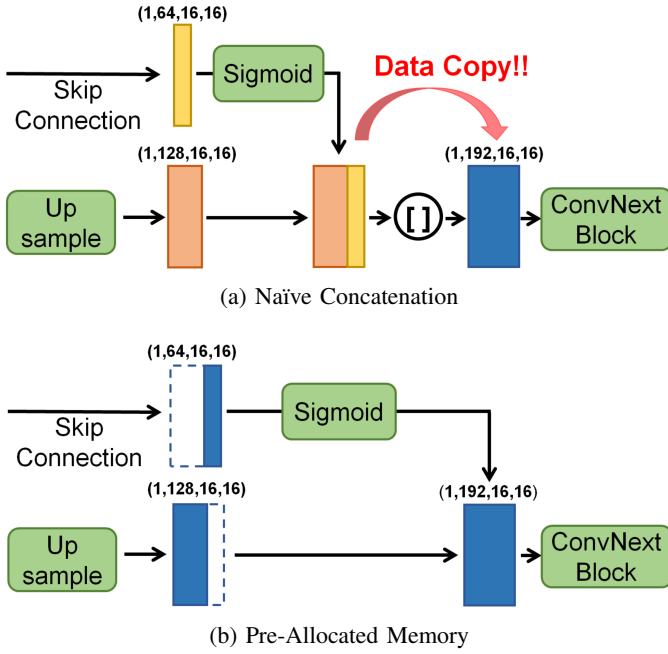 (1,64,16,16)
Sigmoid
Data Copy!!
Skip
Connection
(1,128,16,16)
(1,192,16,16)
Up
sample
[ ]
ConvNext
Block
(a) Naïve Concatenation
(1,64,16,16)
Sigmoid
Skip
Connection
(1,128,16,16)
(1,192,16,16)
Up
sample
ConvNext
Block
(b) Pre-Allocated Memory